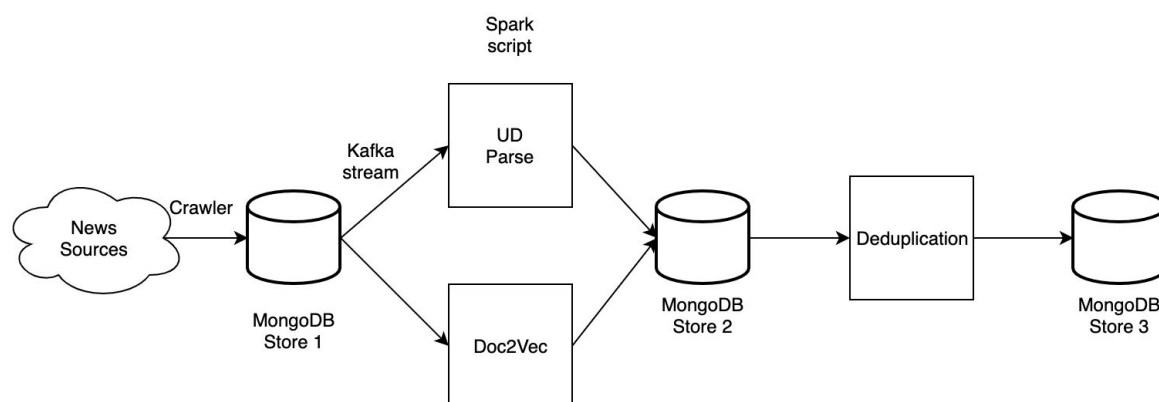 Spark
script
UD
Parse
Kafka
stream
News
Sources
Crawler
MongoDB
Store 1
Doc2Vec
MongoDB
Store 2
Deduplication
MongoDB
Store 3